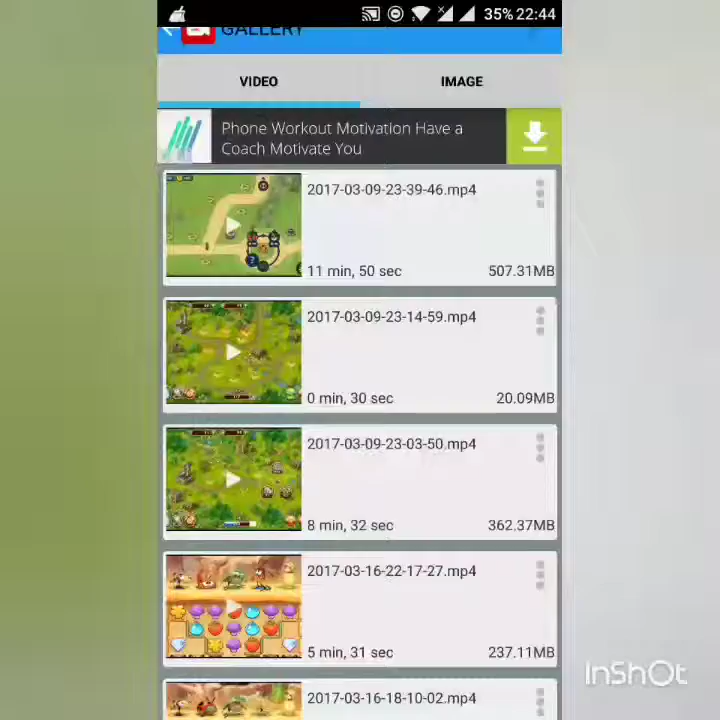 35% 22:44
GALLERY
VIDEO
IMAGE
Phone Workout Motivation Have a
Coach Motivate You
2017-03-09-23-39-46.mp4
11 min, 50 sec
507.31MB
2017-03-09-23-14-59.mp4
0 min, 30 sec
20.09MB
2017-03-09-23-03-50.mp4
8 min, 32 sec
362.37MB
2017-03-16-22-17-27.mp4
5 min, 31 sec
237.11MB
2017-03-16-18-10-02.mp4
InShOt